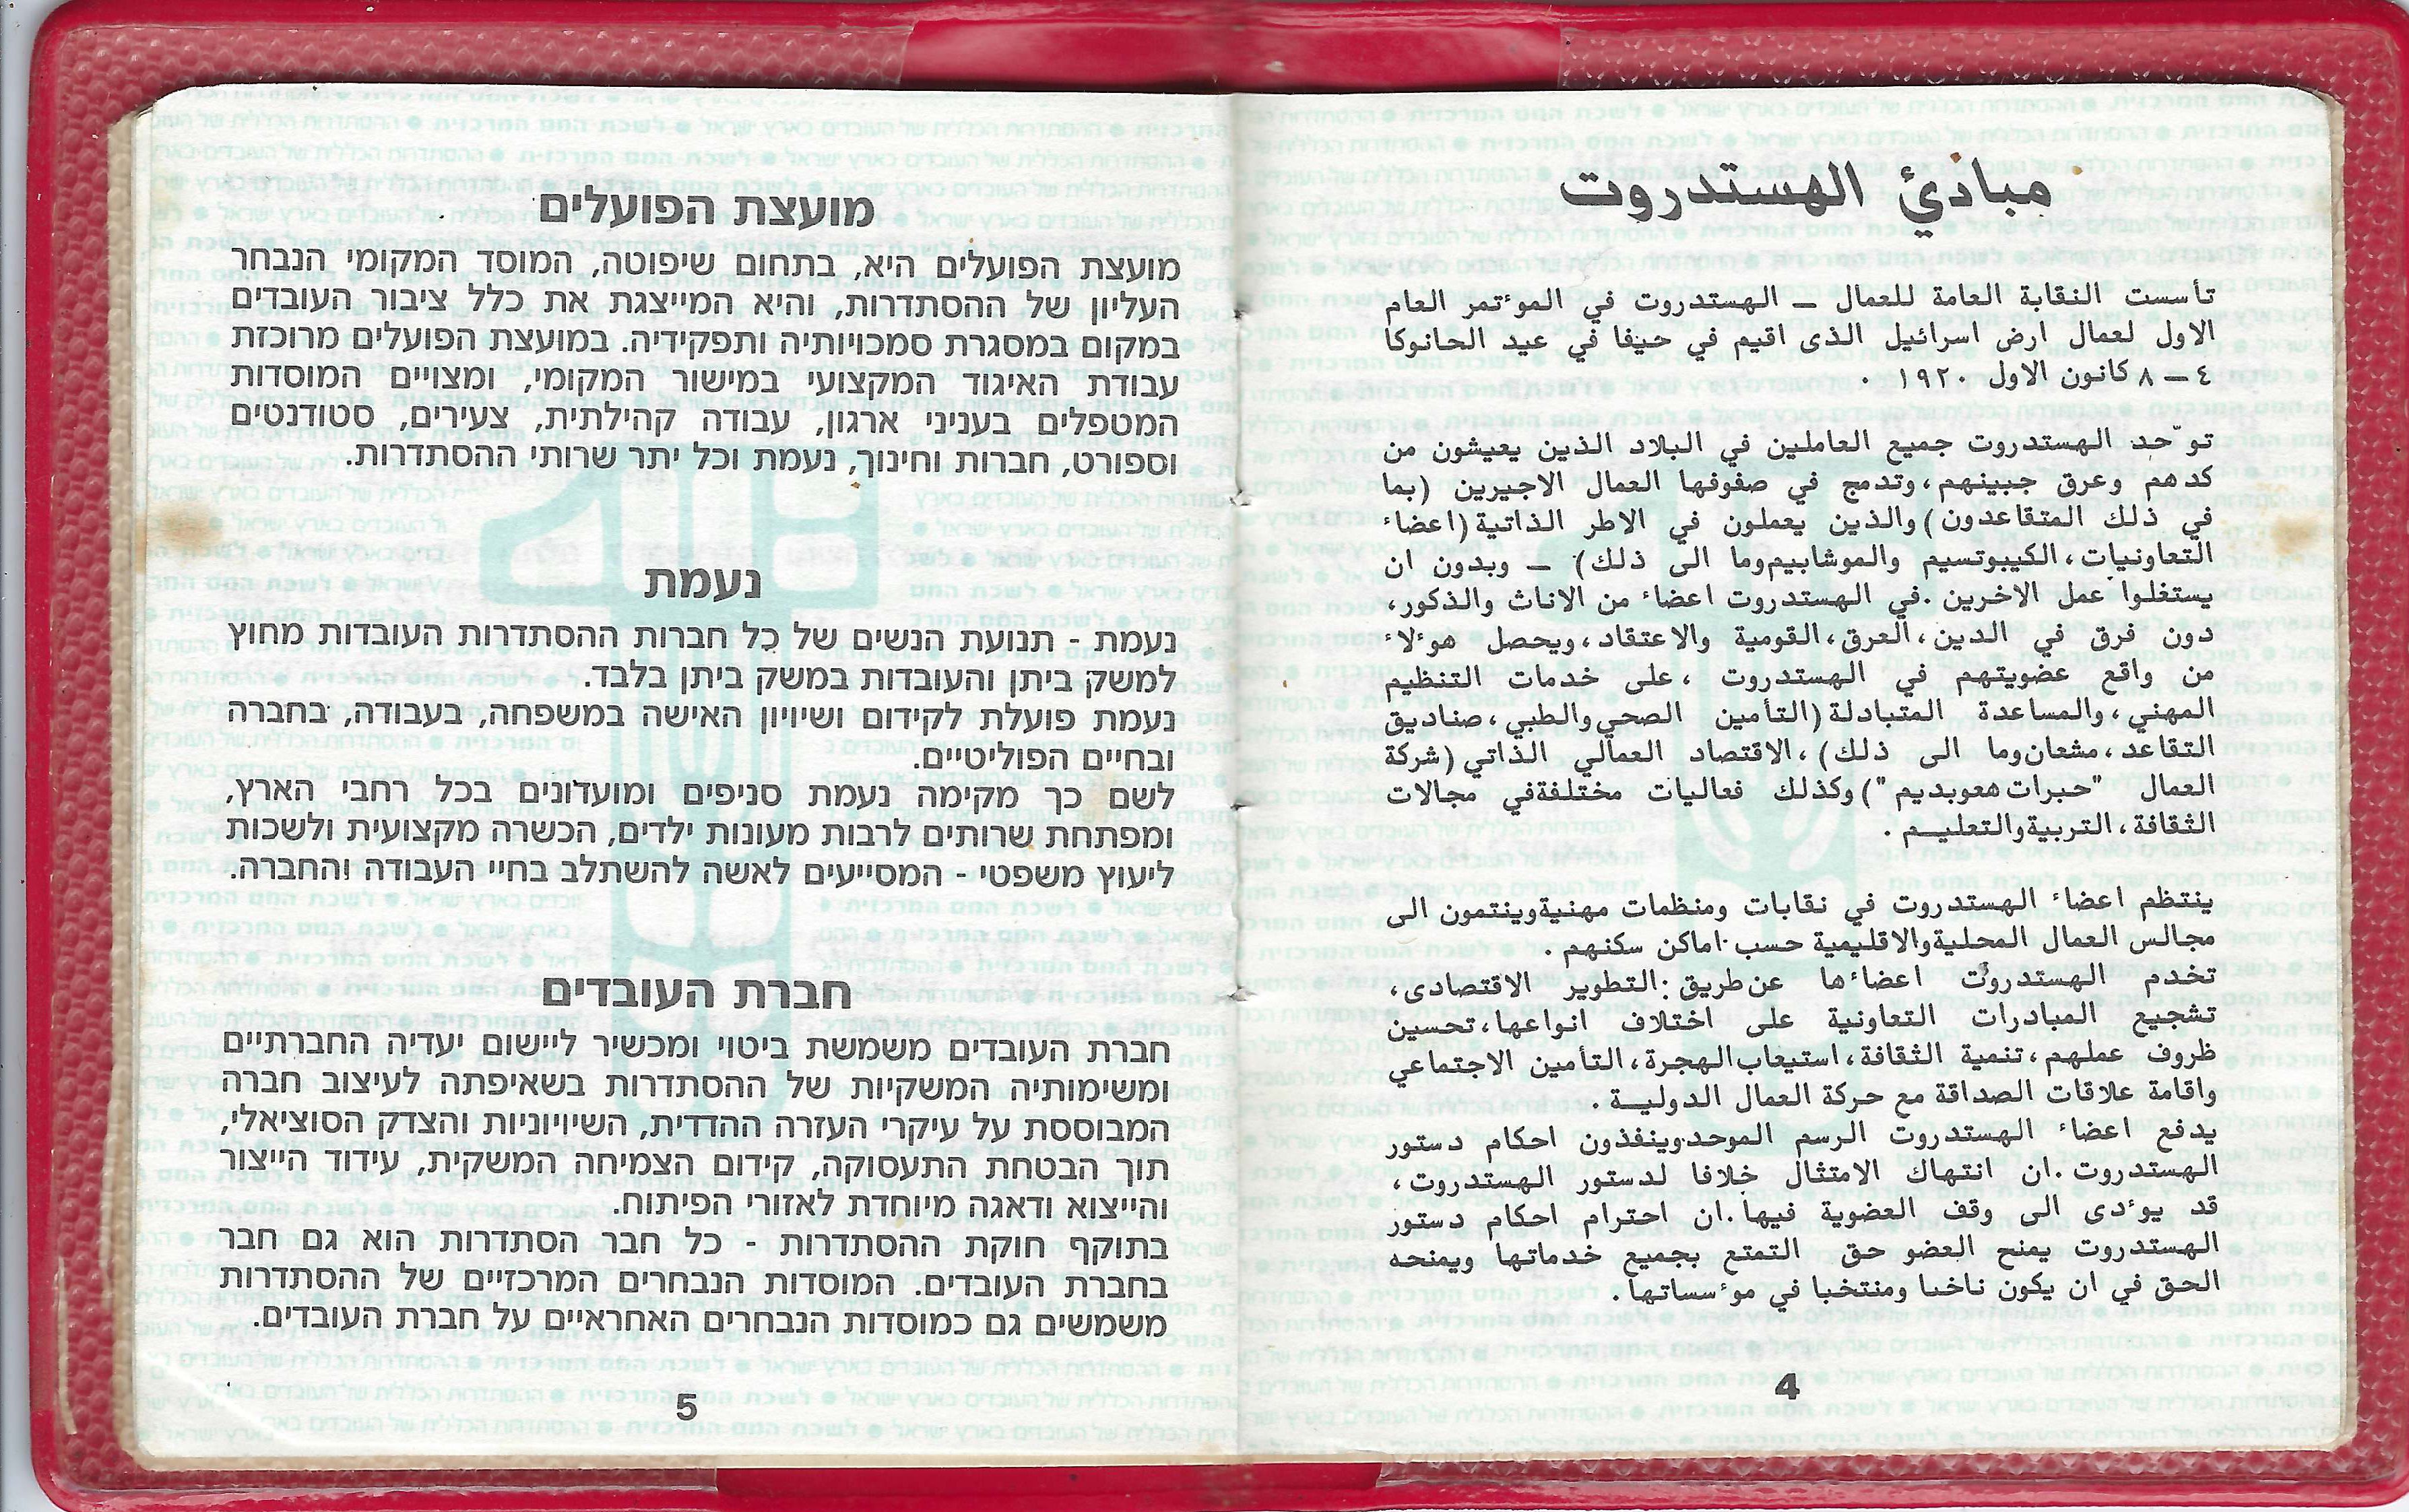 مبادئ الهستدروت
تأسست النقابة العامة للعمال – الهستدروت في الموٴتمر العام
الاول لعمال ارض اسرائيل الذى اقيم في حيفا في عيد الحانوكا
٤ – ٨ كانون الاول ١٩٢٠ ٠
توّحد الهستدروت جميع العاملين في البلاد الذين يعيشون من
كدهم وعرق جبينهم، وتدمج في صفوفها العمال الاجيرين (بما
في ذلك المتقاعدون) والذين يعملون في الاطر الذاتية (اعضاء
التعاونيات، الكيبوتسيم والموشابيم وما الى ذلك) – وبدون ان
يستغلوا عمل الاخرين. في الهستدروت اعضاء من الاناث والذكور،
دون فرق في الدين، العرق، القومية والاعتقاد، ويحصل هوٴلاء
من واقع عضويتهم في الهستدروت، على خدمات التنظيم
المهني، والمساعدة المتبادلة (التأمين الصحي والطبي، صناديق
التقاعد، مشعان وما الى ذلك)، الاقتصاد العمالي الذاتي (شركة
العمال "حبرات هعوبديم") وكذلك فعاليات مختلفة في مجالات
الثقافة، التربية والتعليـم.
ينتظم اعضاء الهستدروت في نقابات ومنظمات مهنية وينتمون الى
مجالس العمال المحلية والاقليمية حسب اماكن سكنهم.
تخدم الهستدروت اعضاءها عن طريق: التطوير الاقتصادى،
تشجيع المبادرات التعاونية على اختلاف انواعها، تحسين
ظروف عملهم، تنمية الثقافة، استيعاب الهجرة، التأمين الاجتماعي
واقامة علاقات الصداقة مع حركة العمال الدوليـة.
يدفع اعضاء الهستدروت الرسم الموحد وينفذون احكام دستور
الهستدروت. ان انتهاك الامتثال خلافا لدستور الهستدروت،
قد يوٴدى الى وقف العضوية فيها. ان احترام احكام دستور
الهستدروت يمنح العضو حق التمتع بجميع خدماتها ويمنحه
الحق في ان يكون ناخبا ومنتخبا في موٴسساتها.
4
מועצת הפועלים
מועצת הפועלים היא, בתחום שיפוטה, המוסד המקומי הנבחר
העליון של ההסתדרות, והיא המייצגת את כלל ציבור העובדים
במקום במסגרת סמכויותיה ותפקידיה. במועצת הפועלים מרוכזת
עבודת האיגוד המקצועי במישור המקומי, ומצויים המוסדות
המטפלים בעניני ארגון, עבודה קהילתית, צעירים, סטודנטים
וספורט, חברות וחינוך, נעמת וכל יתר שרותי ההסתדרות.
נעמת
נעמת - תנועת הנשים של כל חברות ההסתדרות העובדות מחוץ
למשק ביתן והעובדות במשק ביתן בלבד.
נעמת פועלת לקידום ושיויון האישה במשפחה, בעבודה, בחברה
ובחיים הפוליטיים.
לשם כך מקימה נעמת סניפים ומועדונים בכל רחבי הארץ,
ומפתחת שרותים לרבות מעונות ילדים, הכשרה מקצועית ולשכות
ליעוץ משפטי - המסייעים לאשה להשתלב בחיי העבודה והחברה.
חברת העובדים
חברת העובדים משמשת ביטוי ומכשיר ליישום יעדיה החברתיים
ומשימותיה המשקיות של ההסתדרות בשאיפתה לעיצוב חברה
המבוססת על עיקרי העזרה ההדדית, השיויוניות והצדק הסוציאלי,
תוך הבטחת התעסוקה, קידום הצמיחה המשקית, עידוד הייצור
והייצוא ודאגה מיוחדת לאזורי הפיתוח.
בתוקף חוקת ההסתדרות - כל חבר הסתדרות הוא גם חבר
בחברת העובדים. המוסדות הנבחרים המרכזיים של ההסתדרות
משמשים גם כמוסדות הנבחרים האחראיים על חברת העובדים.
5